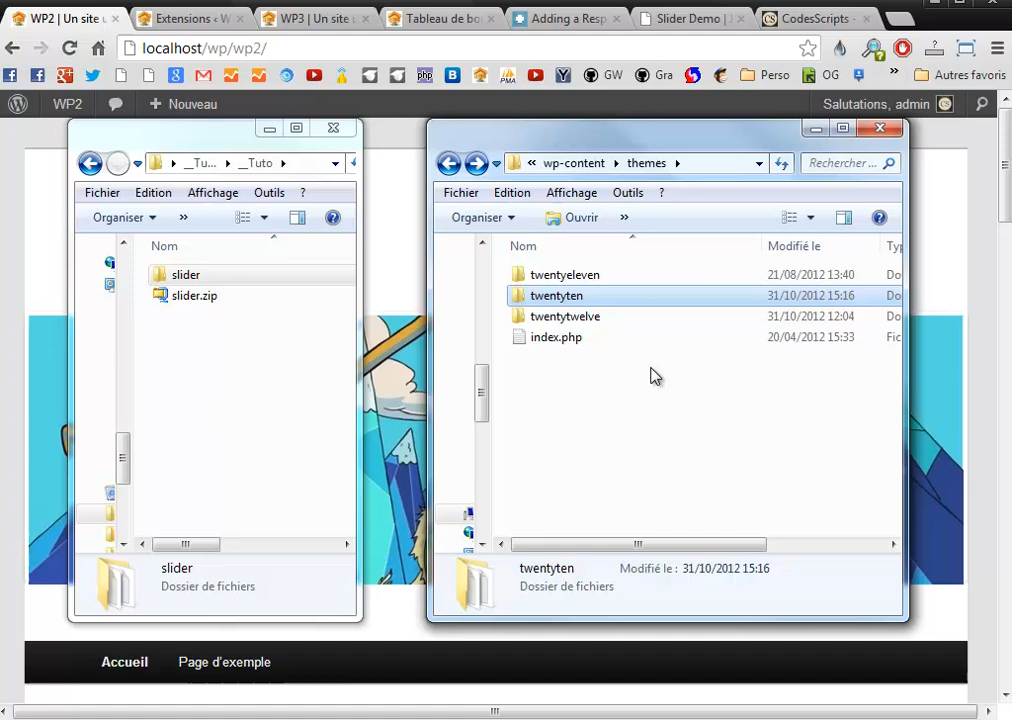 WP2 | Un site u
Extensions ‹ W
WP3 | Un site
Tableau de bo
Adding a Resp
Slider Demo | J
CodesScripts -
localhost/wp/wp2/
php
PMA
GW
Gra
Perso
OG
Autres favoris
WP2
Nouveau
Salutations, admin
__Tu...
__Tuto
Fichier
Edition
Affichage
Outils
?
Organiser
»
Nom
slider
slider.zip
slider
Dossier de fichiers
«
wp-content
themes
Rechercher ...
Fichier
Edition
Affichage
Outils
?
Organiser
Ouvrir
»
Nom
Modifié le
Typ
twentyeleven
21/08/2012 13:40
Do
twentyten
31/10/2012 15:16
Do
twentytwelve
31/10/2012 12:04
Do
index.php
20/04/2012 15:33
Fic
twentyten
Modifié le : 31/10/2012 15:16
Dossier de fichiers
Accueil
Page d'exemple